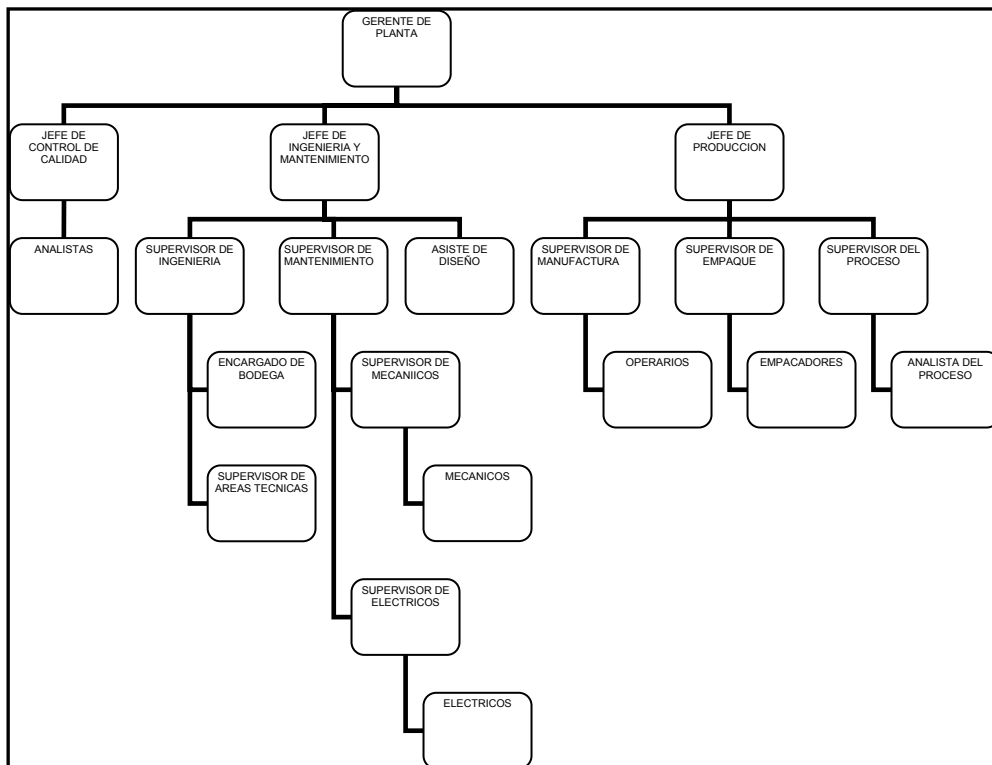 GERENTE DE
PLANTA
JEFE DE
CONTROL DE
CALIDAD
JEFE DE
INGENIERIA Y
MANTENIMIENTO
JEFE DE
PRODUCCION
ANALISTAS
SUPERVISOR DE
INGENIERIA
SUPERVISOR DE
MANTENIMIENTO
ASISTE DE
DISEÑO
SUPERVISOR DE
MANUFACTURA
SUPERVISOR DE
EMPAQUE
SUPERVISOR DEL
PROCESO
ENCARGADO DE
BODEGA
SUPERVISOR DE
MECANIICOS
OPERARIOS
EMPACADORES
ANALISTA DEL
PROCESO
SUPERVISOR DE
AREAS TECNICAS
MECANICOS
SUPERVISOR DE
ELECTRICOS
ELECTRICOS